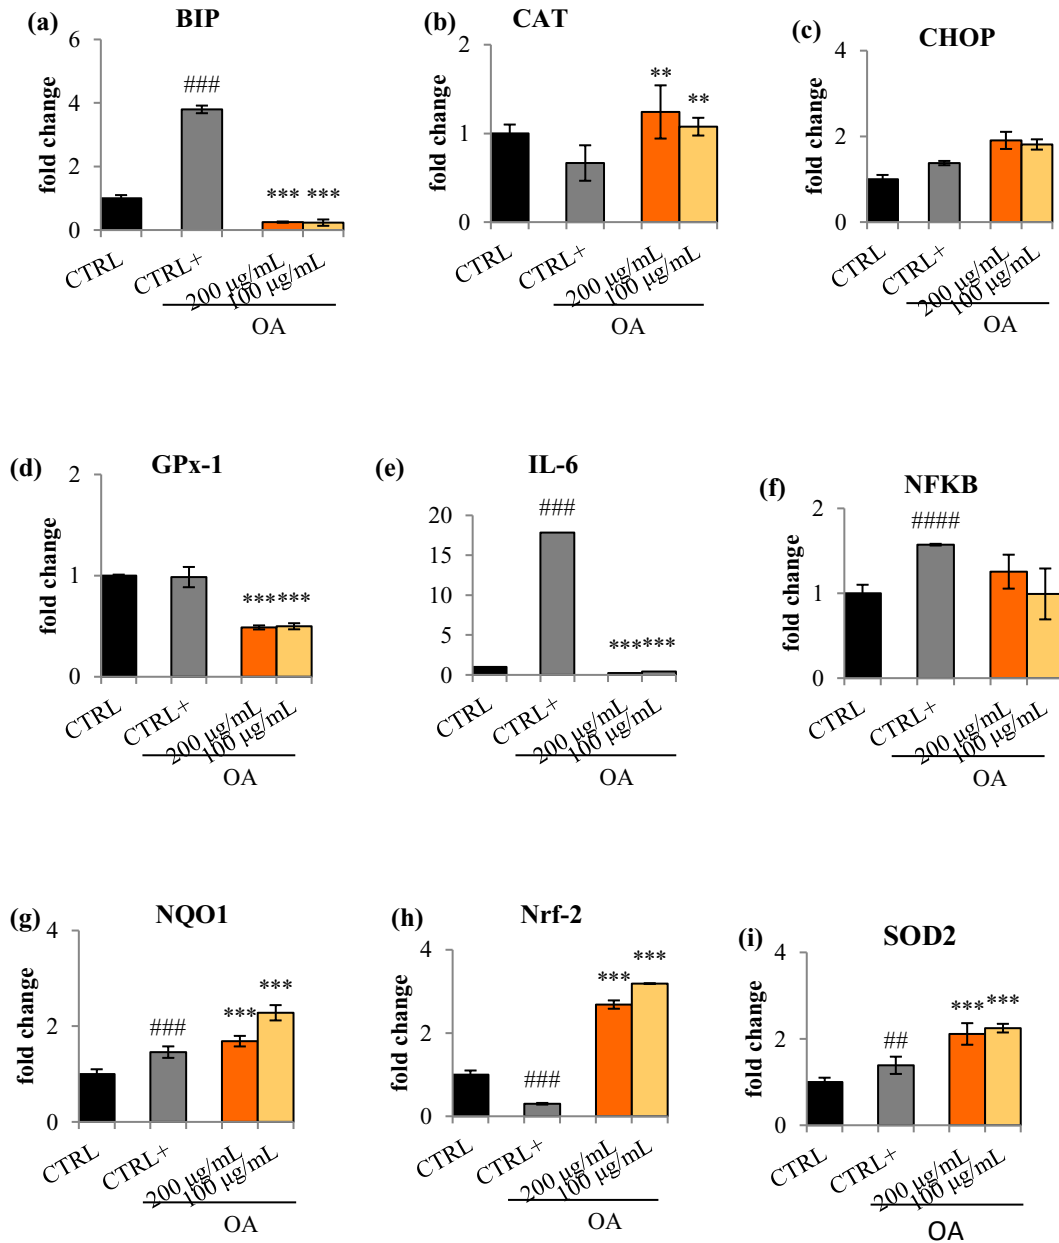 (a) BIP
fold change
6
4
2
0
###
*** ***
CTRL
CTRL+
200 µg/mL
100 µg/mL
OA
(b) CAT
fold change
2
1
0
**
**
CTRL
CTRL+
200 µg/mL
100 µg/mL
OA
(c) CHOP
fold change
4
2
0
CTRL
CTRL+
200 µg/mL
100 µg/mL
OA
(d) GPx-1
fold change
2
1
0
*** ***
CTRL
CTRL+
200 µg/mL
100 µg/mL
OA
(e) IL-6
fold change
20
15
10
5
0
###
*** ***
CTRL
CTRL+
200 µg/mL
100 µg/mL
OA
(f) NFKB
fold change
2
1
0
####
CTRL
CTRL+
200 µg/mL
100 µg/mL
OA
(g) NQO1
fold change
4
2
0
###
***
***
CTRL
CTRL+
200 µg/mL
100 µg/mL
OA
(h) Nrf-2
fold change
4
2
0
###
***
***
CTRL
CTRL+
200 µg/mL
100 µg/mL
OA
(i) SOD2
fold change
4
2
0
##
*** ***
CTRL
CTRL+
200 µg/mL
100 µg/mL
OA